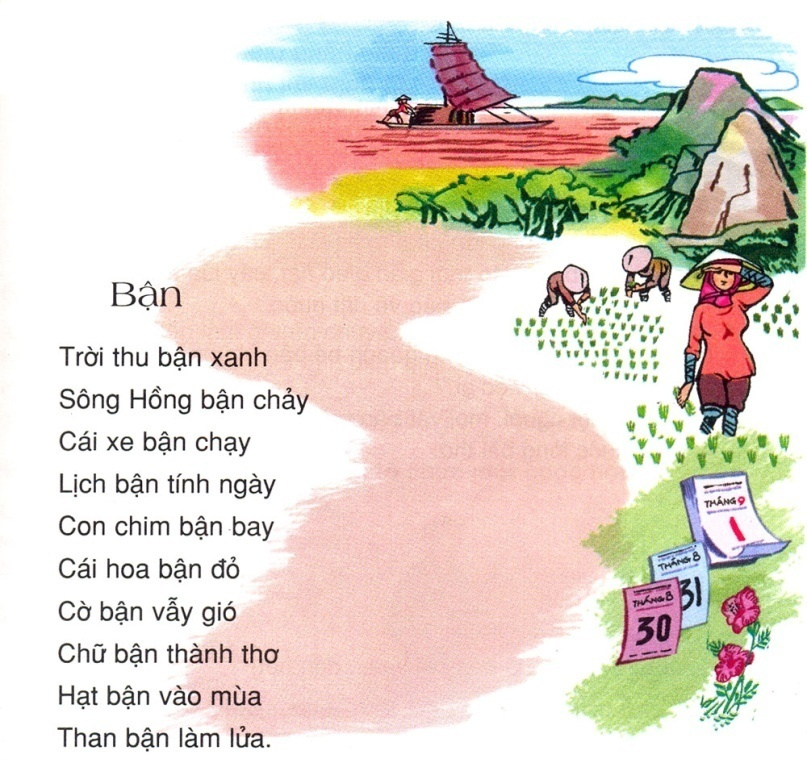 Bận
Trời thu bận xanh
Sông Hồng bận chảy
Cái xe bận chạy
Lịch bận tính ngày
Con chim bận bay
Cái hoa bận đỏ
Cờ bận vẫy gió
Chữ bận thành thơ
Hạt bận vào mùa
Than bận làm lửa.
THÁNG 9
1
THÁNG 8
31
THÁNG 8
30